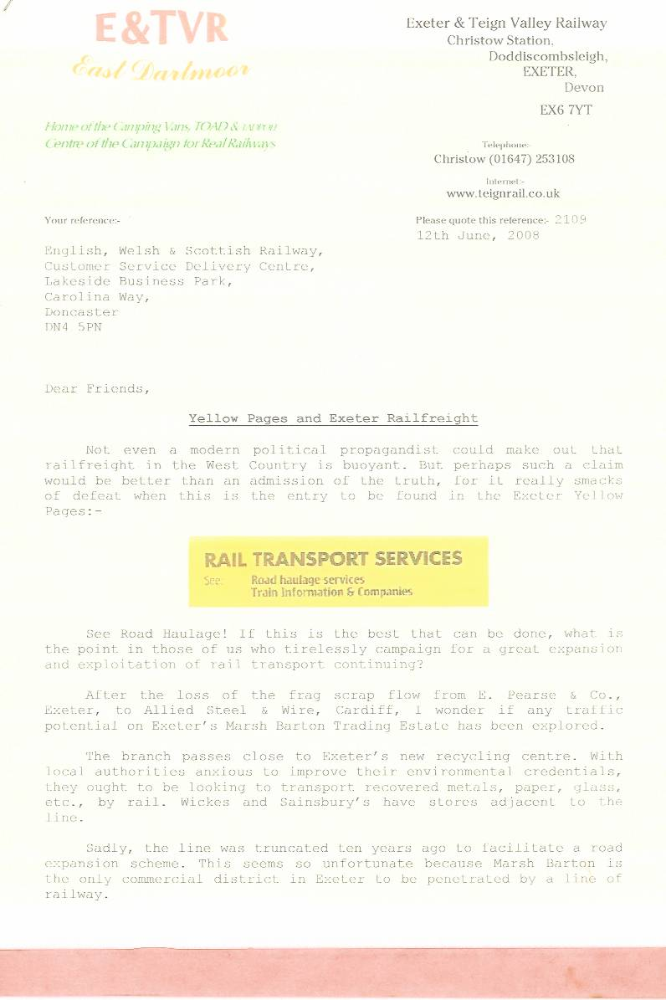 E&TVR
East Dartmoor
Home of the Camping Vans, TOAD & TADPOLE
Centre of the Campaign for Real Railways
Exeter & Teign Valley Railway
Christow Station,
Doddiscombsleigh,
EXETER,
Devon
EX6 7YT
Telephone:-
Christow (01647) 253108
Internet:-
www.teignrail.co.uk
Your reference:-
Please quote this reference:- 2109
12th June, 2008
English, Welsh & Scottish Railway,
Customer Service Delivery Centre,
Lakeside Business Park,
Carolina Way,
Doncaster
DN4 5PN
Dear Friends,
Yellow Pages and Exeter Railfreight
Not even a modern political propagandist could make out that
railfreight in the West Country is buoyant. But perhaps such a claim
would be better than an admission of the truth, for it really smacks
of defeat when this is the entry to be found in the Exeter Yellow
Pages:-
RAIL TRANSPORT SERVICES
See: Road haulage services
Train Information & Companies
See Road Haulage! If this is the best that can be done, what is
the point in those of us who tirelessly campaign for a great expansion
and exploitation of rail transport continuing?
After the loss of the frag scrap flow from E. Pearse & Co.,
Exeter, to Allied Steel & Wire, Cardiff, I wonder if any traffic
potential on Exeter's Marsh Barton Trading Estate has been explored.
The branch passes close to Exeter's new recycling centre. With
local authorities anxious to improve their environmental credentials,
they ought to be looking to transport recovered metals, paper, glass,
etc., by rail. Wickes and Sainsbury's have stores adjacent to the
line.
Sadly, the line was truncated ten years ago to facilitate a road
expansion scheme. This seems so unfortunate because Marsh Barton is
the only commercial district in Exeter to be penetrated by a line of
railway.